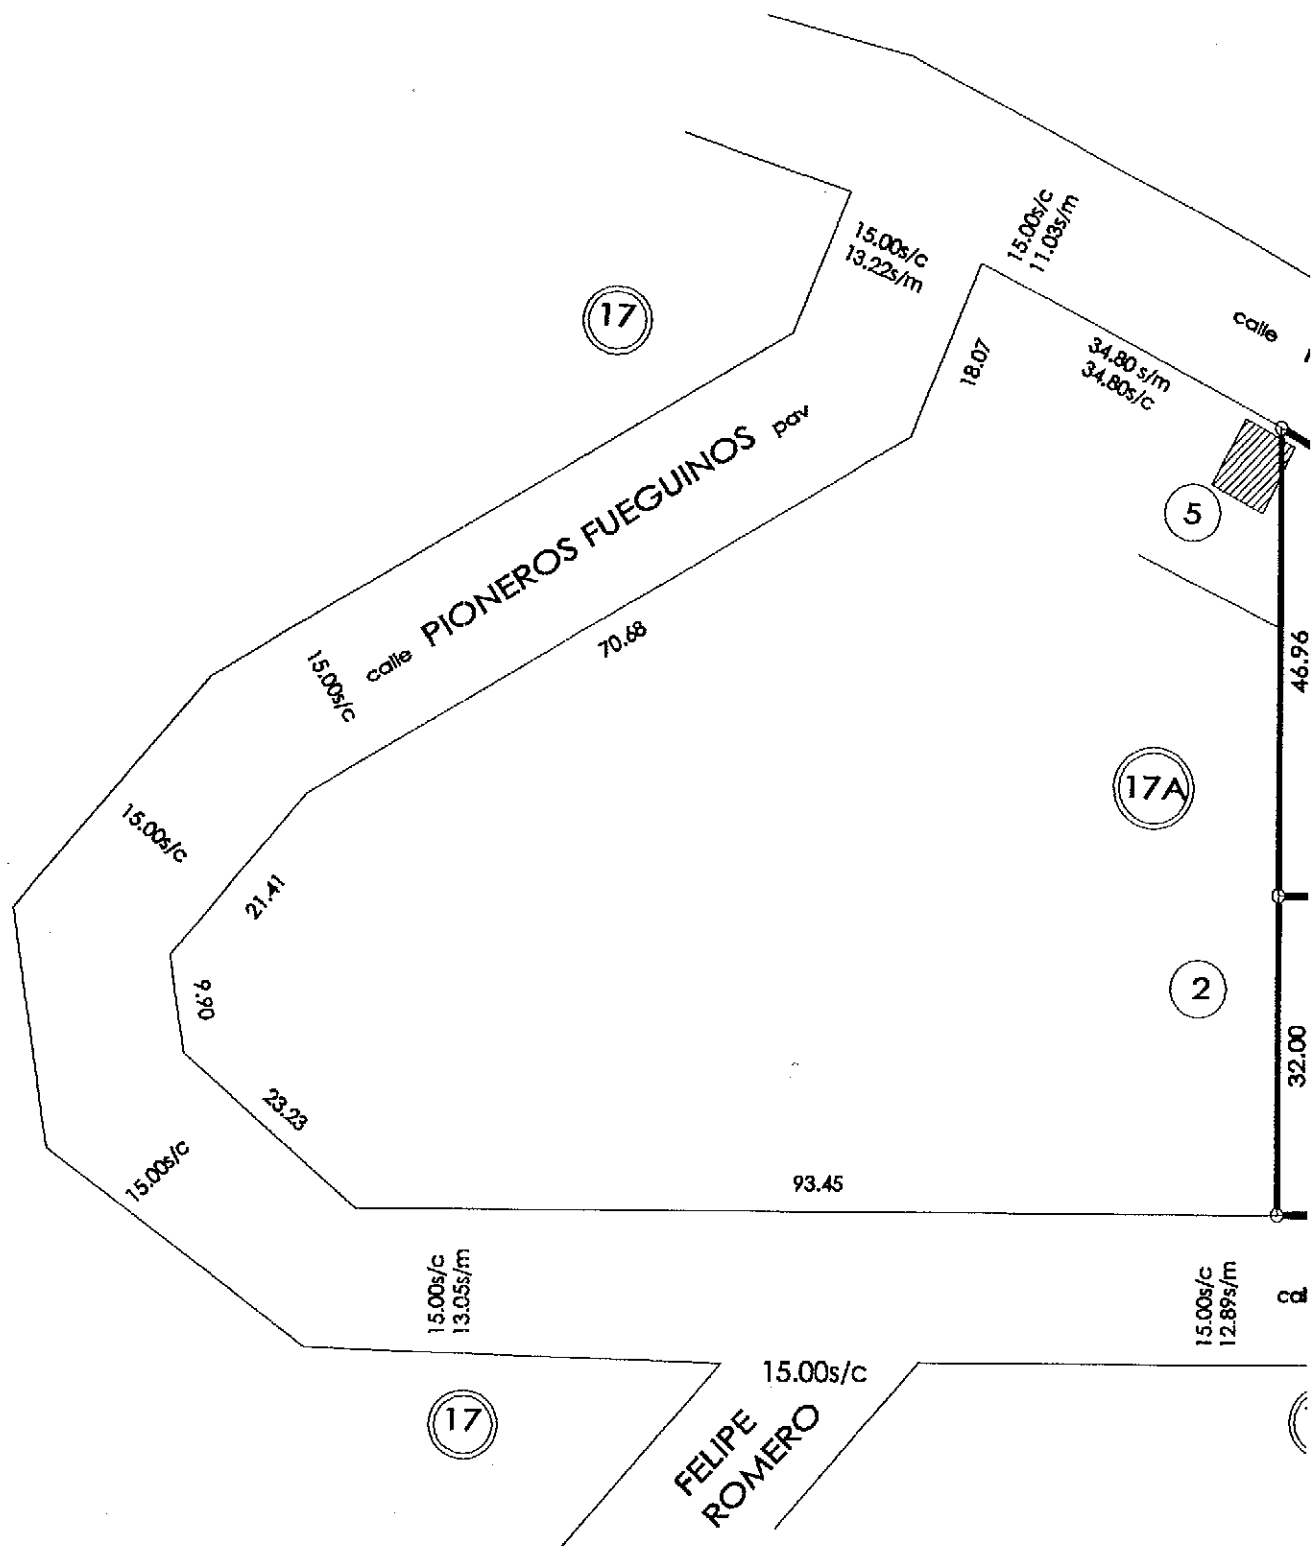 15.00s/c
13.22s/m
15.00s/c
11.03s/m
17
calle
34.80 s/m
34.80s/c
18.07
calle PIONEROS FUEGUINOS pav
5
70.68
46.96
15.00s/c
17A
15.00s/c
21.41
9.90
2
32.00
23.23
15.00s/c
93.45
15.00s/c
13.05s/m
15.00s/c
12.89s/m
15.00s/c
17
FELIPE
ROMERO